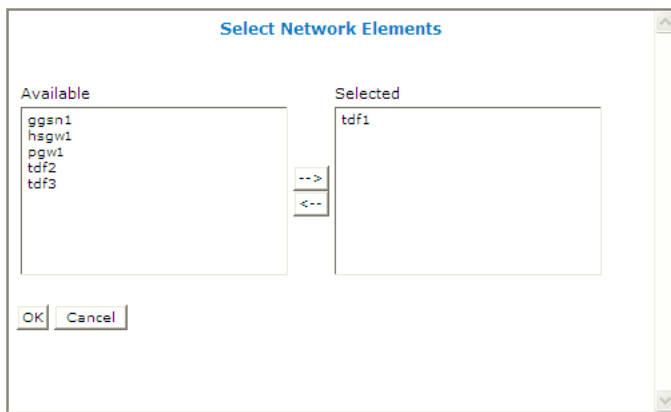 Select Network Elements
Available
Selected
ggsn1
hsgw1
pgw1
tdf2
tdf3
-->
<--
tdf1
OK
Cancel